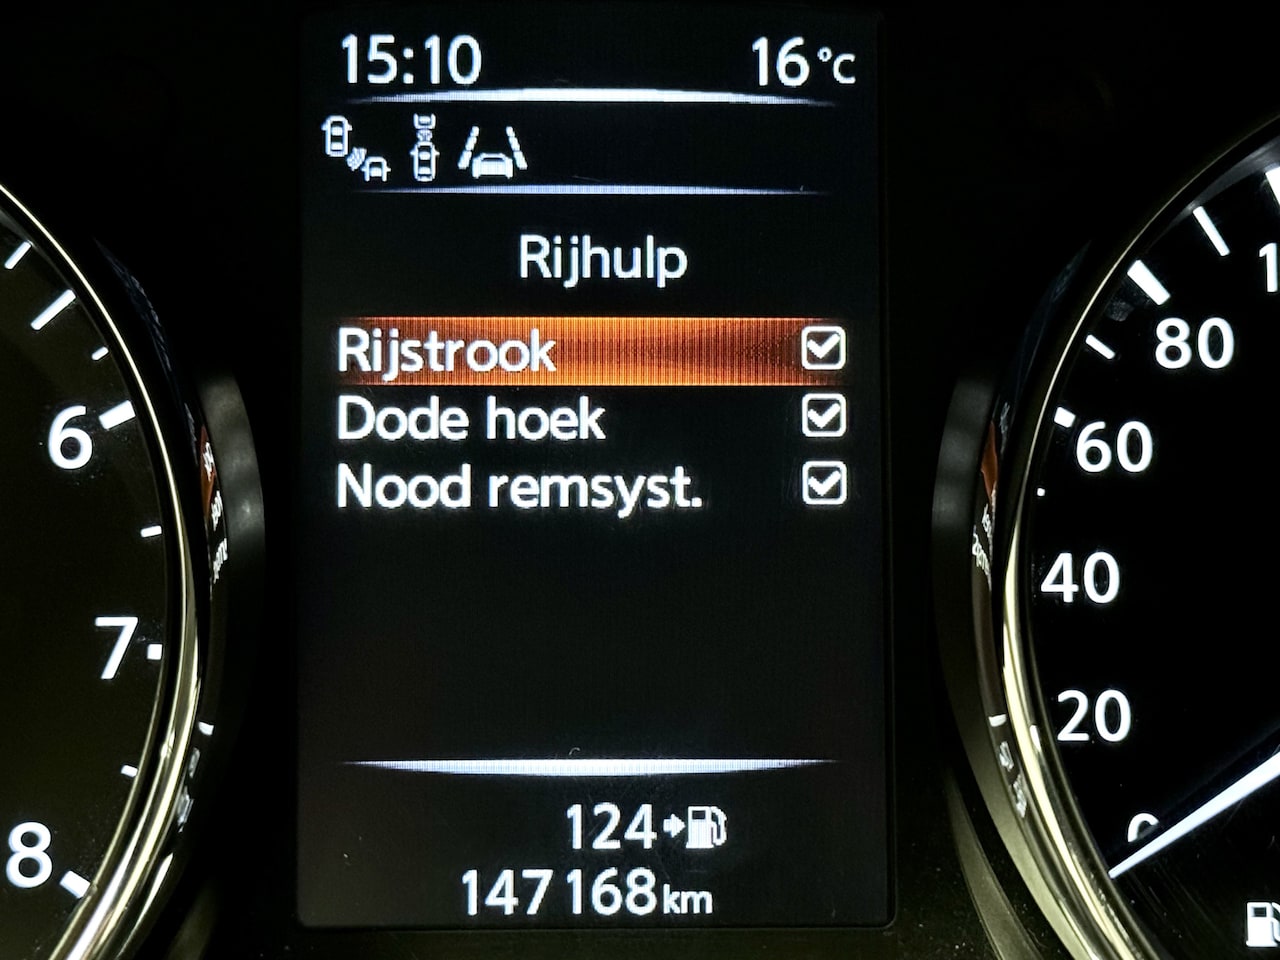 15:10 16 °C
Rijhulp
Rijstrook
Dode hoek
Nood remsyst.
124
147 168 km
6
7
8
80
60
40
20
0